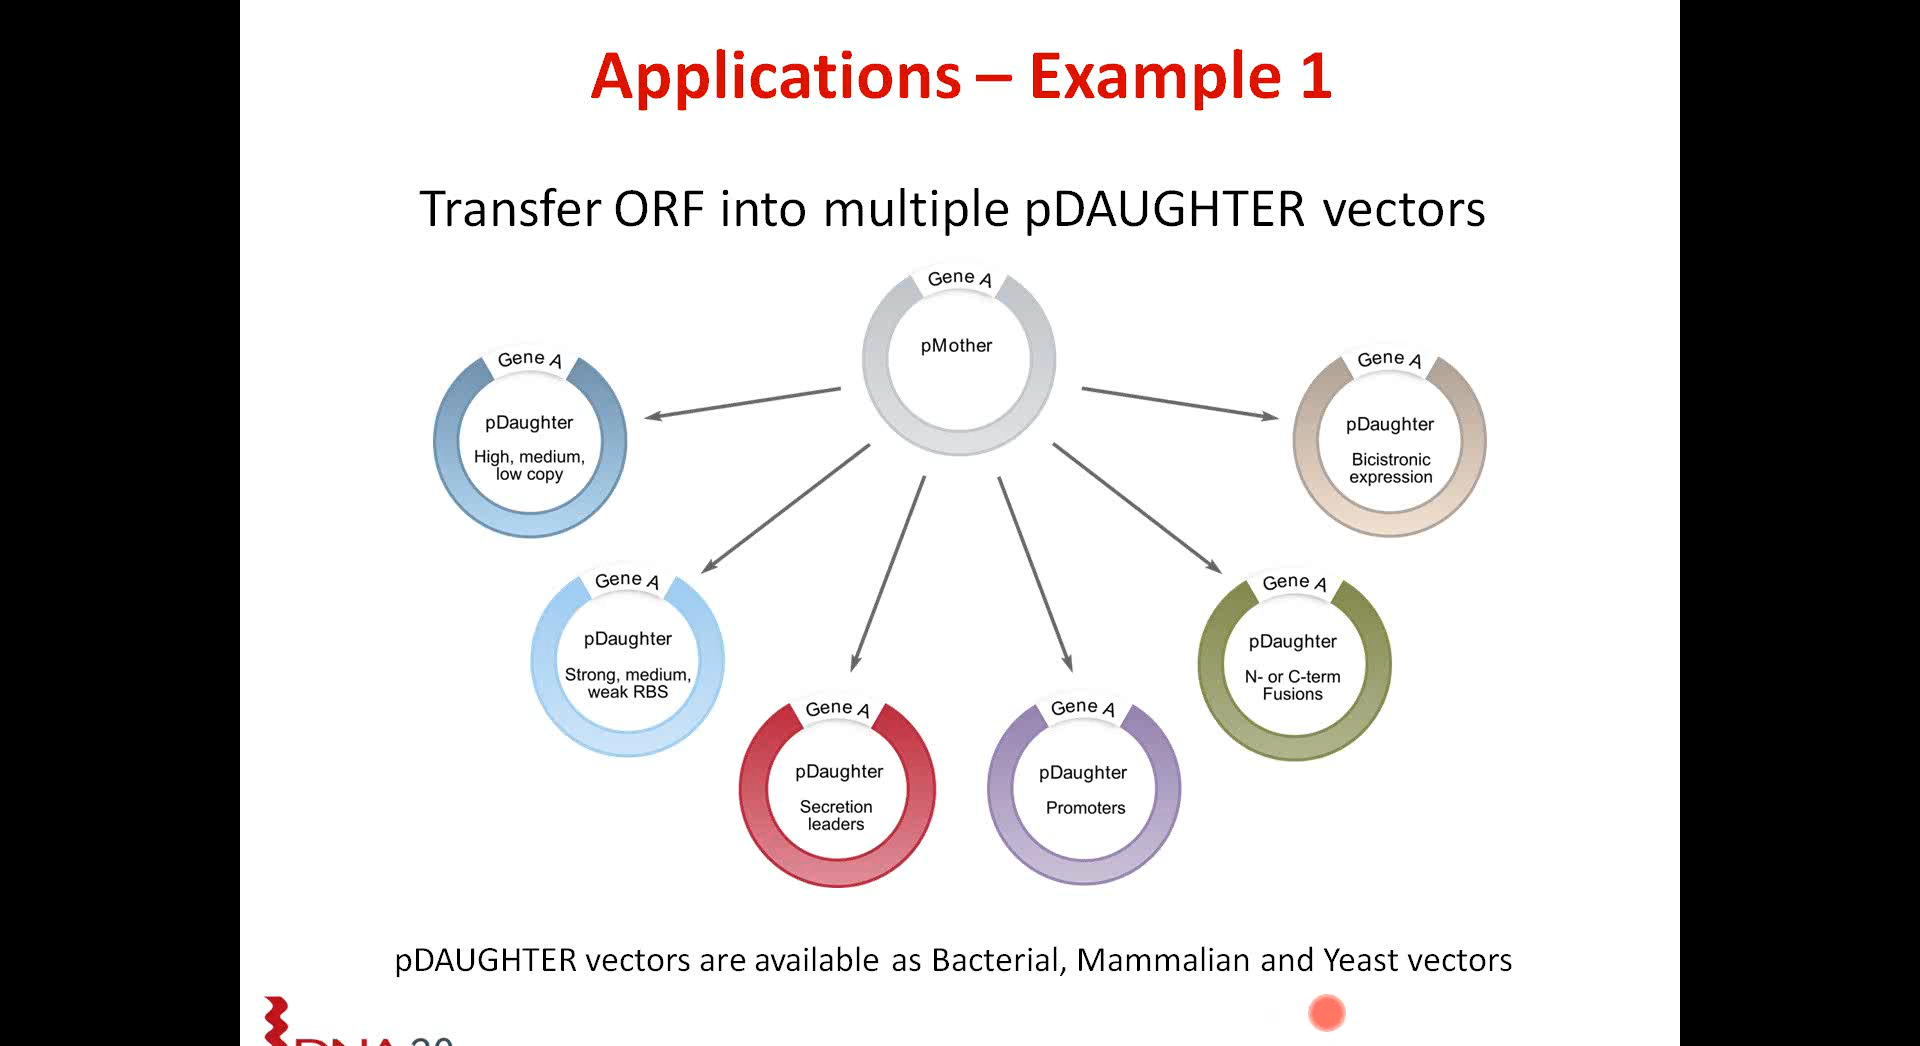 Applications – Example 1
Transfer ORF into multiple pDAUGHTER vectors
Gene A
pMother
Gene A
pDaughter
High, medium,
low copy
Gene A
pDaughter
Strong, medium,
weak RBS
Gene A
pDaughter
Secretion
leaders
Gene A
pDaughter
Promoters
Gene A
pDaughter
N- or C-term
Fusions
Gene A
pDaughter
Bicistronic
expression
pDAUGHTER vectors are available as Bacterial, Mammalian and Yeast vectors